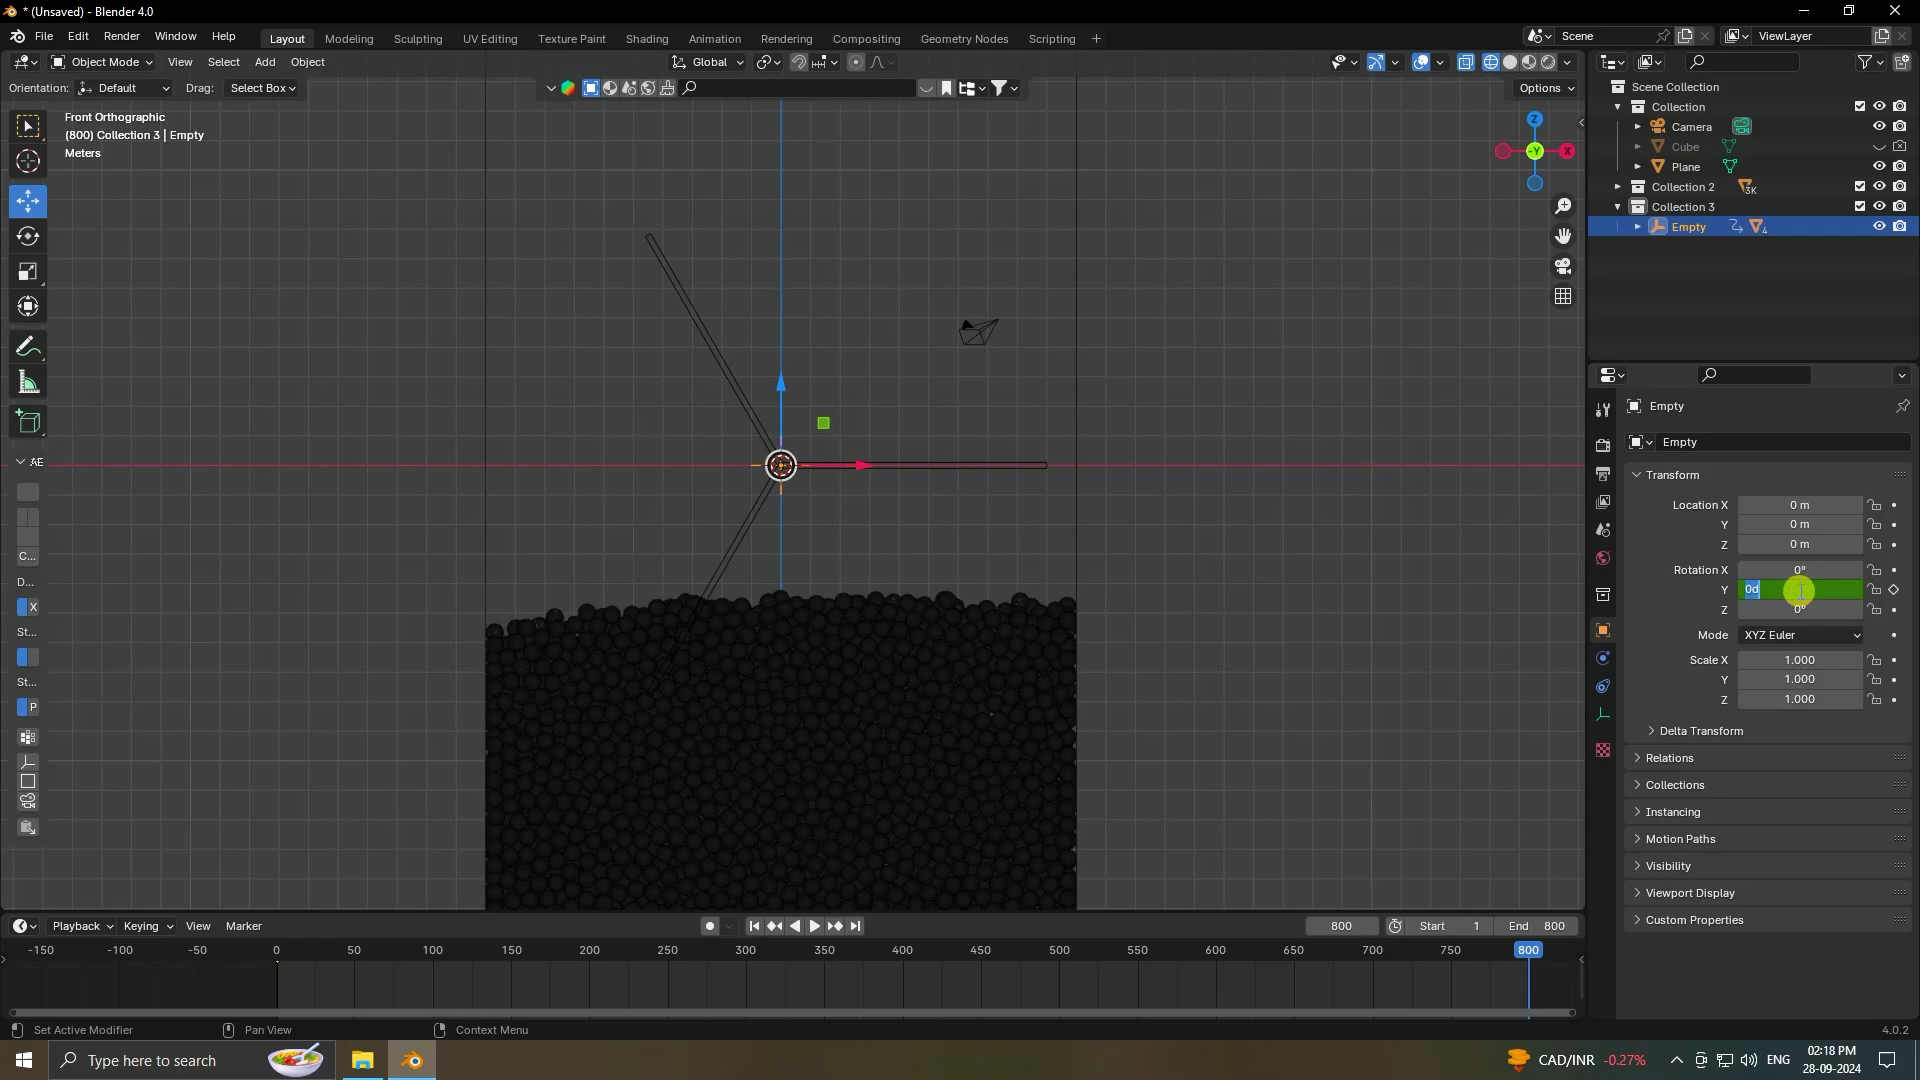 * (Unsaved) - Blender 4.0
File Edit Render Window Help
Layout Modeling Sculpting UV Editing Texture Paint Shading Animation Rendering Compositing Geometry Nodes Scripting +
Scene
ViewLayer
Object Mode View Select Add Object
Global
Orientation: Default Drag: Select Box
Options
Front Orthographic
(800) Collection 3 | Empty
Meters
Z
-Y
X
AE
C...
D...
X
St...
St...
P
Scene Collection
Collection
Camera
Cube
Plane
Collection 2 3K
Collection 3
Empty 4
Empty
Empty
Transform
Location X 0 m
Y 0 m
Z 0 m
Rotation X 0°
Y 0d
Z 0°
Mode XYZ Euler
Scale X 1.000
Y 1.000
Z 1.000
Delta Transform
Relations
Collections
Instancing
Motion Paths
Visibility
Viewport Display
Custom Properties
Playback Keying View Marker
800 Start 1 End 800
-150 -100 -50 0 50 100 150 200 250 300 350 400 450 500 550 600 650 700 750 800
Set Active Modifier Pan View Context Menu 4.0.2
Type here to search
CAD/INR -0.27%
ENG
02:18 PM
28-09-2024